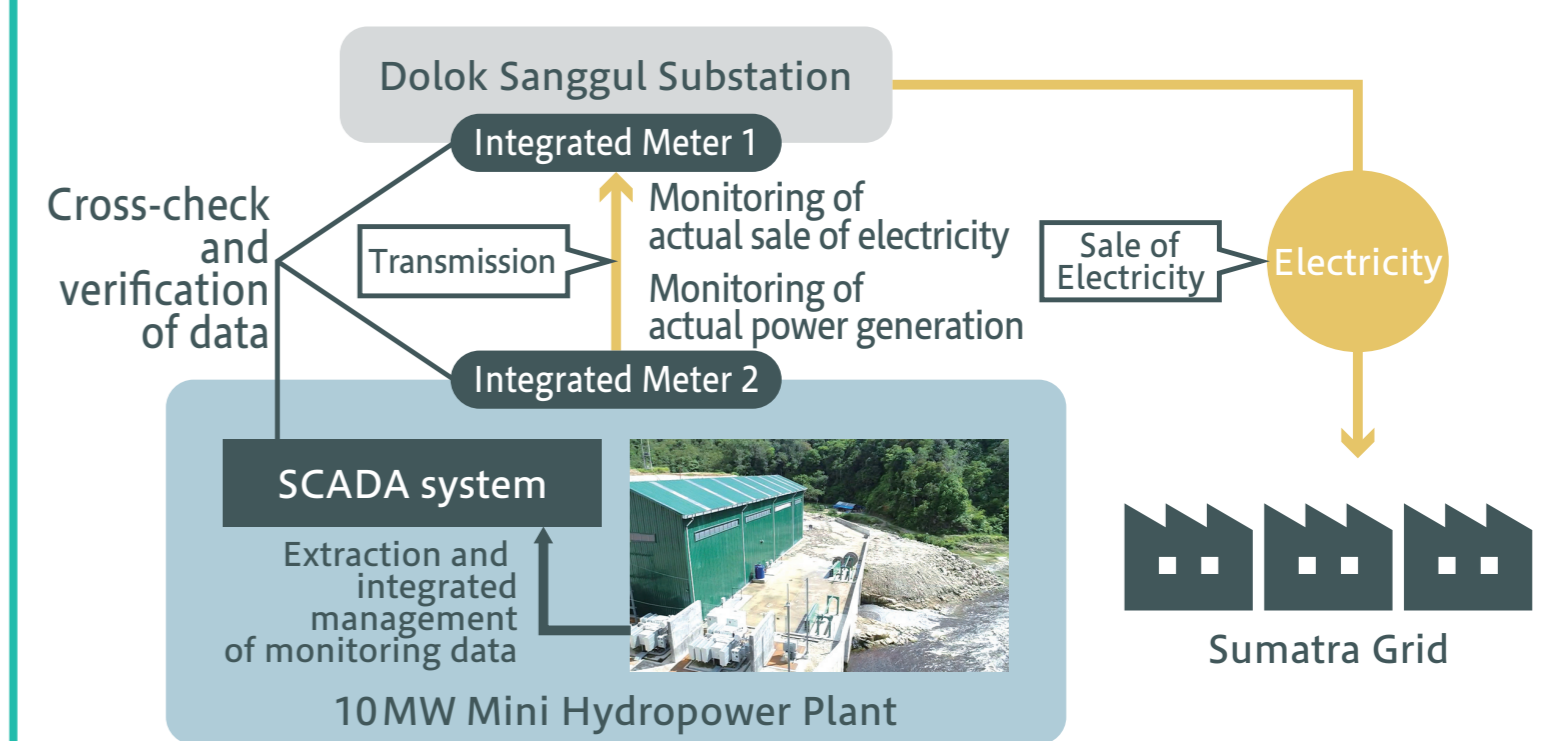 Dolok Sanggul Substation
Integrated Meter 1
Cross-check
and
verification
of data
Transmission
Monitoring of
actual sale of electricity
Monitoring of
actual power generation
Sale of
Electricity
Electricity
Integrated Meter 2
SCADA system
Extraction and
integrated
management
of monitoring data
10MW Mini Hydropower Plant
Sumatra Grid